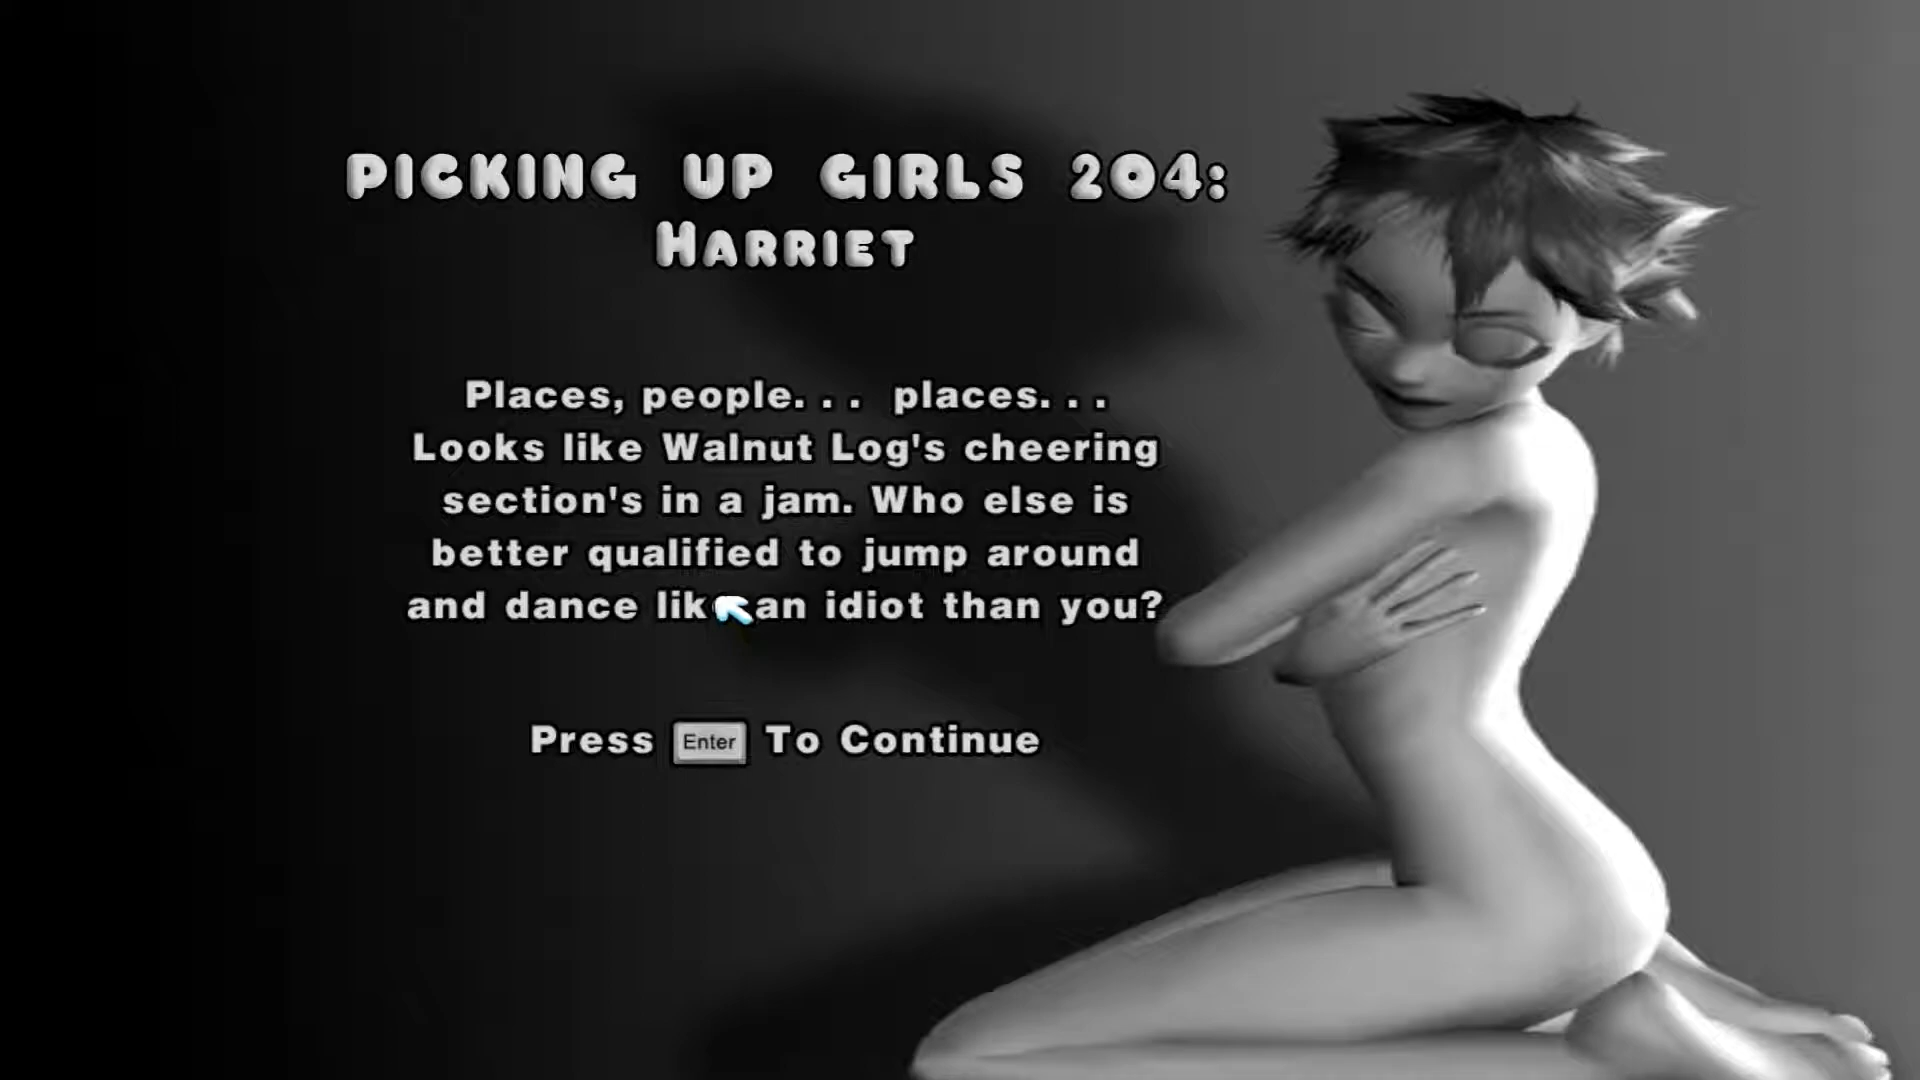 PICKING UP GIRLS 204:
HARRIET
Places, people. . . places. . .
Looks like Walnut Log's cheering
section's in a jam. Who else is
better qualified to jump around
and dance lik an idiot than you?
Press Enter To Continue